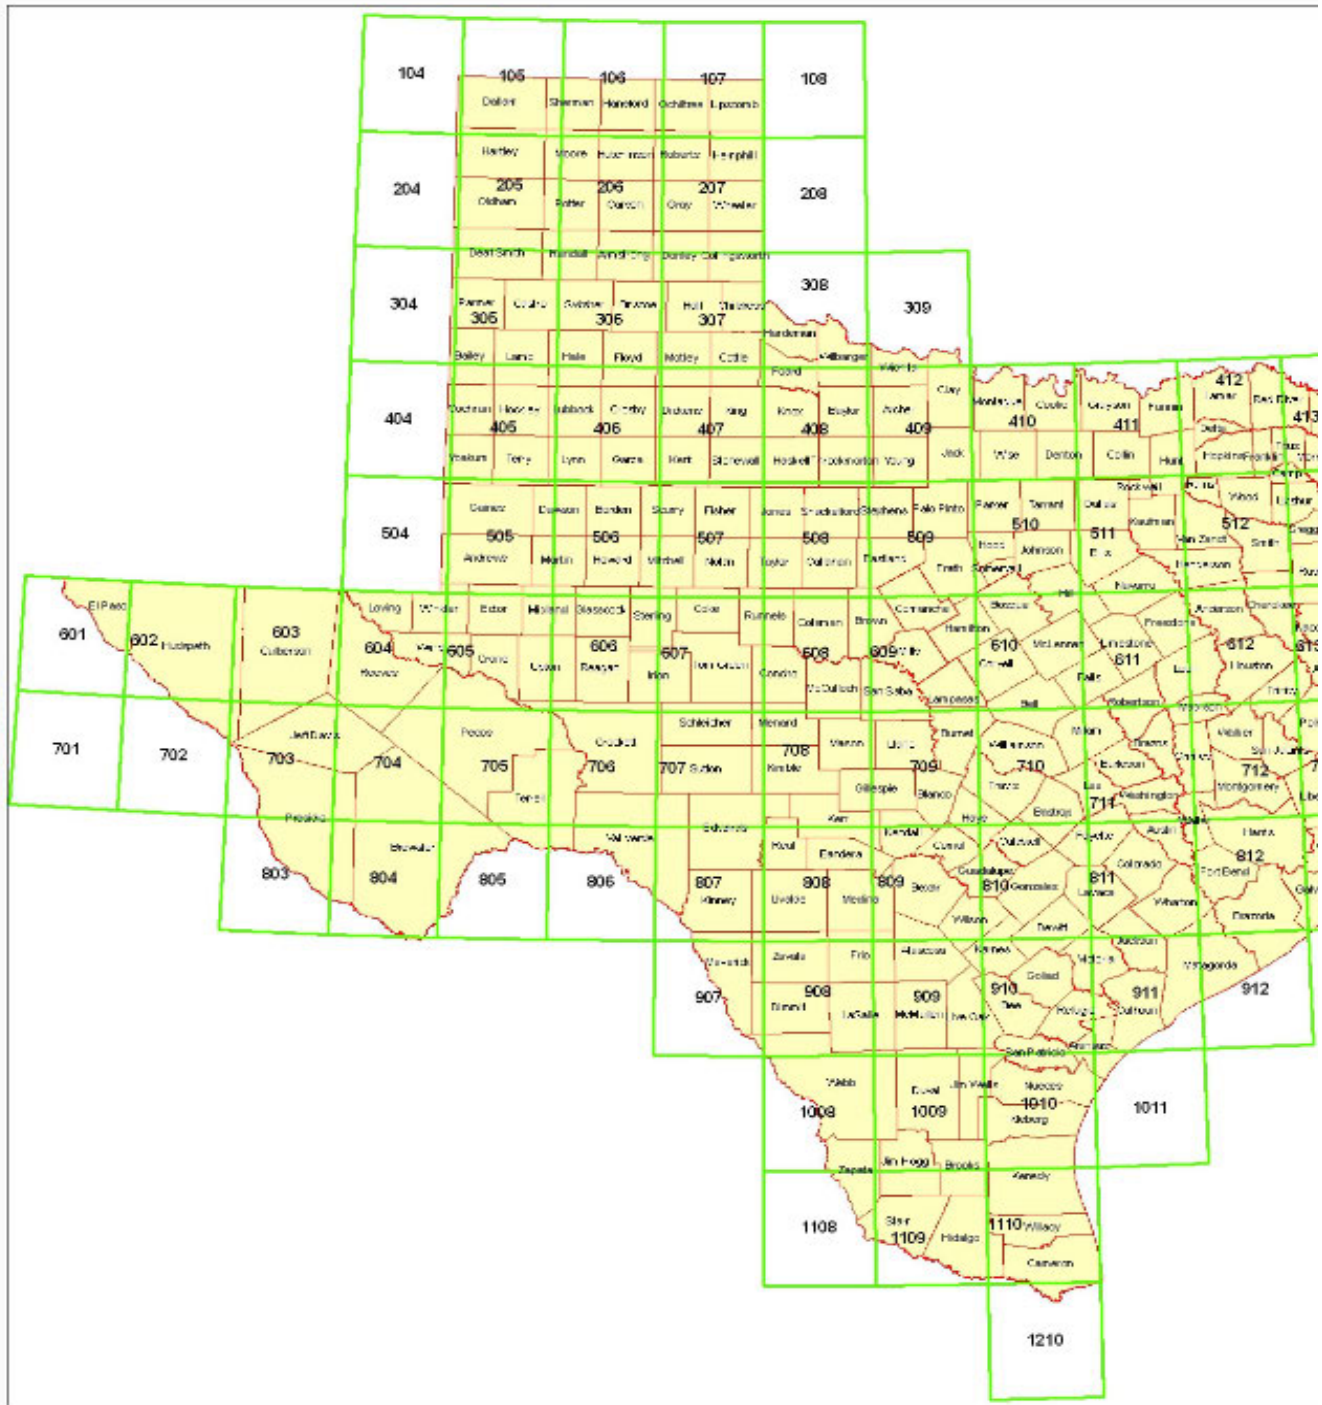 104 105 106 107 108
Dallam Sherman Hansford Ochiltree Lipscomb
Hartley Moore Hutchinson Roberts Hemphill
204 205 206 207 208
Oldham Potter Carson Gray Wheeler
Deaf Smith Randall Armstrong Donley Collingsworth
304 308 309
Parmer Castro Swisher Briscoe Hall Childress
305 306 307
Hardeman
Bailey Lamb Hale Floyd Motley Cottle Foard Wilbarger Wichita
Clay 412
Cochran Hockley Lubbock Crosby Dickens King Knox Baylor Archer Montague Cooke Grayson Fannin Lamar Red River
404 405 406 407 408 409 410 411 413
Delta
Yoakum Terry Lynn Garza Kent Stonewall Haskell Throckmorton Young Jack Wise Denton Collin Hunt Hopkins Franklin
Rockwall
Gaines Dawson Borden Scurry Fisher Jones Shackelford Stephens Palo Pinto Parker Tarrant Dallas Kaufman Wood
504 505 506 507 508 509 510 511 512
Andrews Martin Howard Mitchell Nolan Taylor Callahan Eastland Erath Hood Somervell Johnson Ellis Van Zandt Smith
Henderson
Navarro
Hill
El Paso Loving Winkler Ector Midland Glasscock Sterling Coke Runnels Coleman Brown Comanche Bosque Freestone Anderson Cherokee
601 602 603 604 605 606 607 608 609 610 611 612 613
Hudspeth Culberson Reeves Crane Upton Reagan Irion Tom Green Concho Mills Hamilton Coryell McLennan Limestone Houston
McCulloch San Saba Lampasas Bell Falls Robertson Madison Trinity
701 702 703 704 705 706 707 708 709 710 711 712
Jeff Davis Pecos Crockett Schleicher Menard Mason Llano Burnet Williamson Milam Brazos Walker
Sutton Kimble Burleson San Jacinto
Presidio Terrell Gillespie Blanco Travis Lee Washington Montgomery
Brewster Val Verde Edwards Kerr Kendall Hays Bastrop Fayette Austin Harris
Real Bandera Comal Caldwell Colorado
803 804 805 806 807 808 809 810 811 812
Kinney Uvalde Medina Bexar Guadalupe Gonzales Lavaca Wharton Fort Bend
Wilson Dewitt Brazoria
Maverick Zavala Frio Atascosa Karnes Victoria Jackson Matagorda
907 908 909 910 911 912
Goliad
Dimmit LaSalle McMullen Live Oak Bee Refugio Calhoun
San Patricio
Webb Duval Jim Wells Nueces
1008 1009 1010 1011
Kleberg
Zapata Jim Hogg Brooks Kenedy
1108 1109 1110
Starr Hidalgo Willacy
Cameron
1210